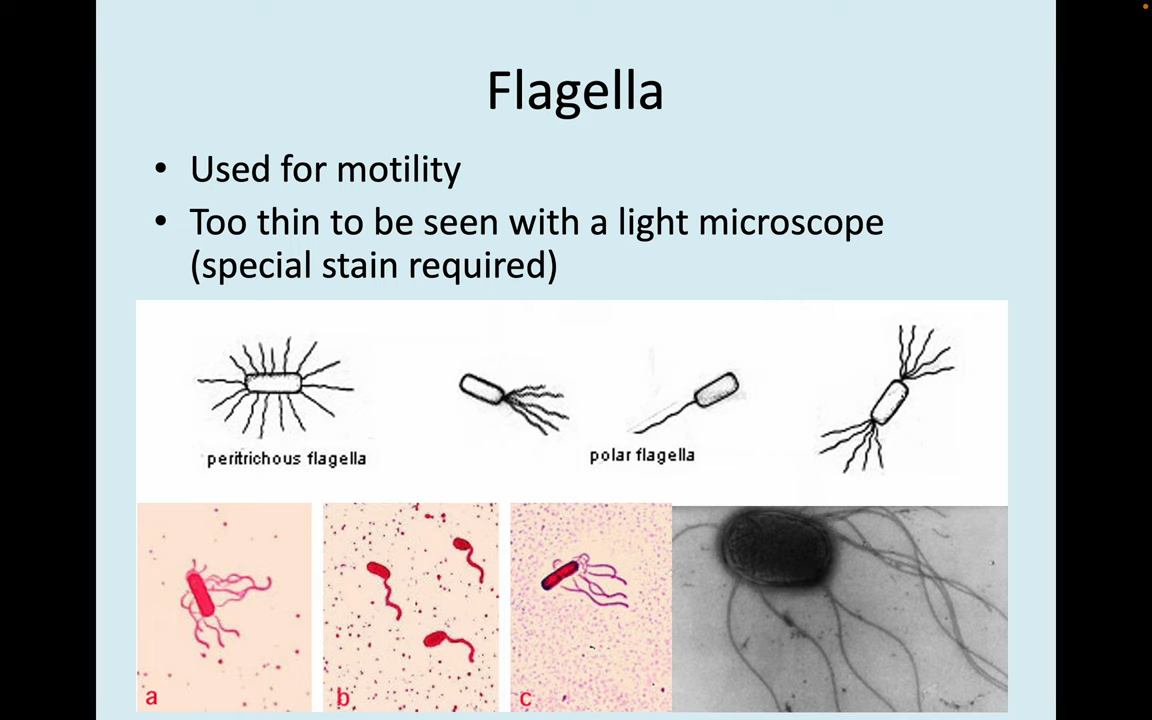 Flagella
• Used for motility
• Too thin to be seen with a light microscope
(special stain required)
peritrichous flagella
polar flagella
a
b
c